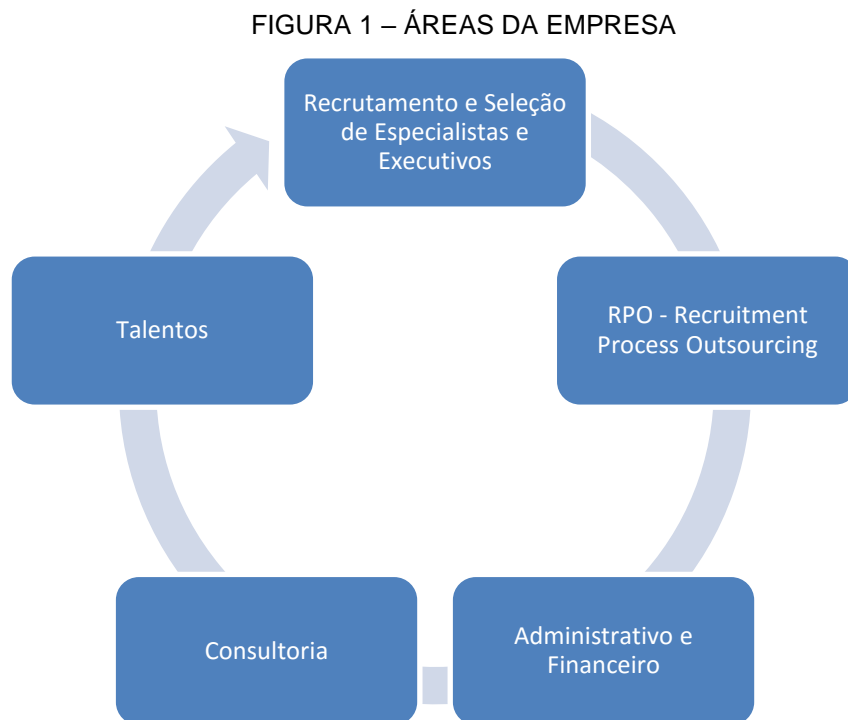 FIGURA 1 – ÁREAS DA EMPRESA
Recrutamento e Seleção
de Especialistas e
Executivos
RPO - Recruitment
Process Outsourcing
Administrativo e
Financeiro
Consultoria
Talentos